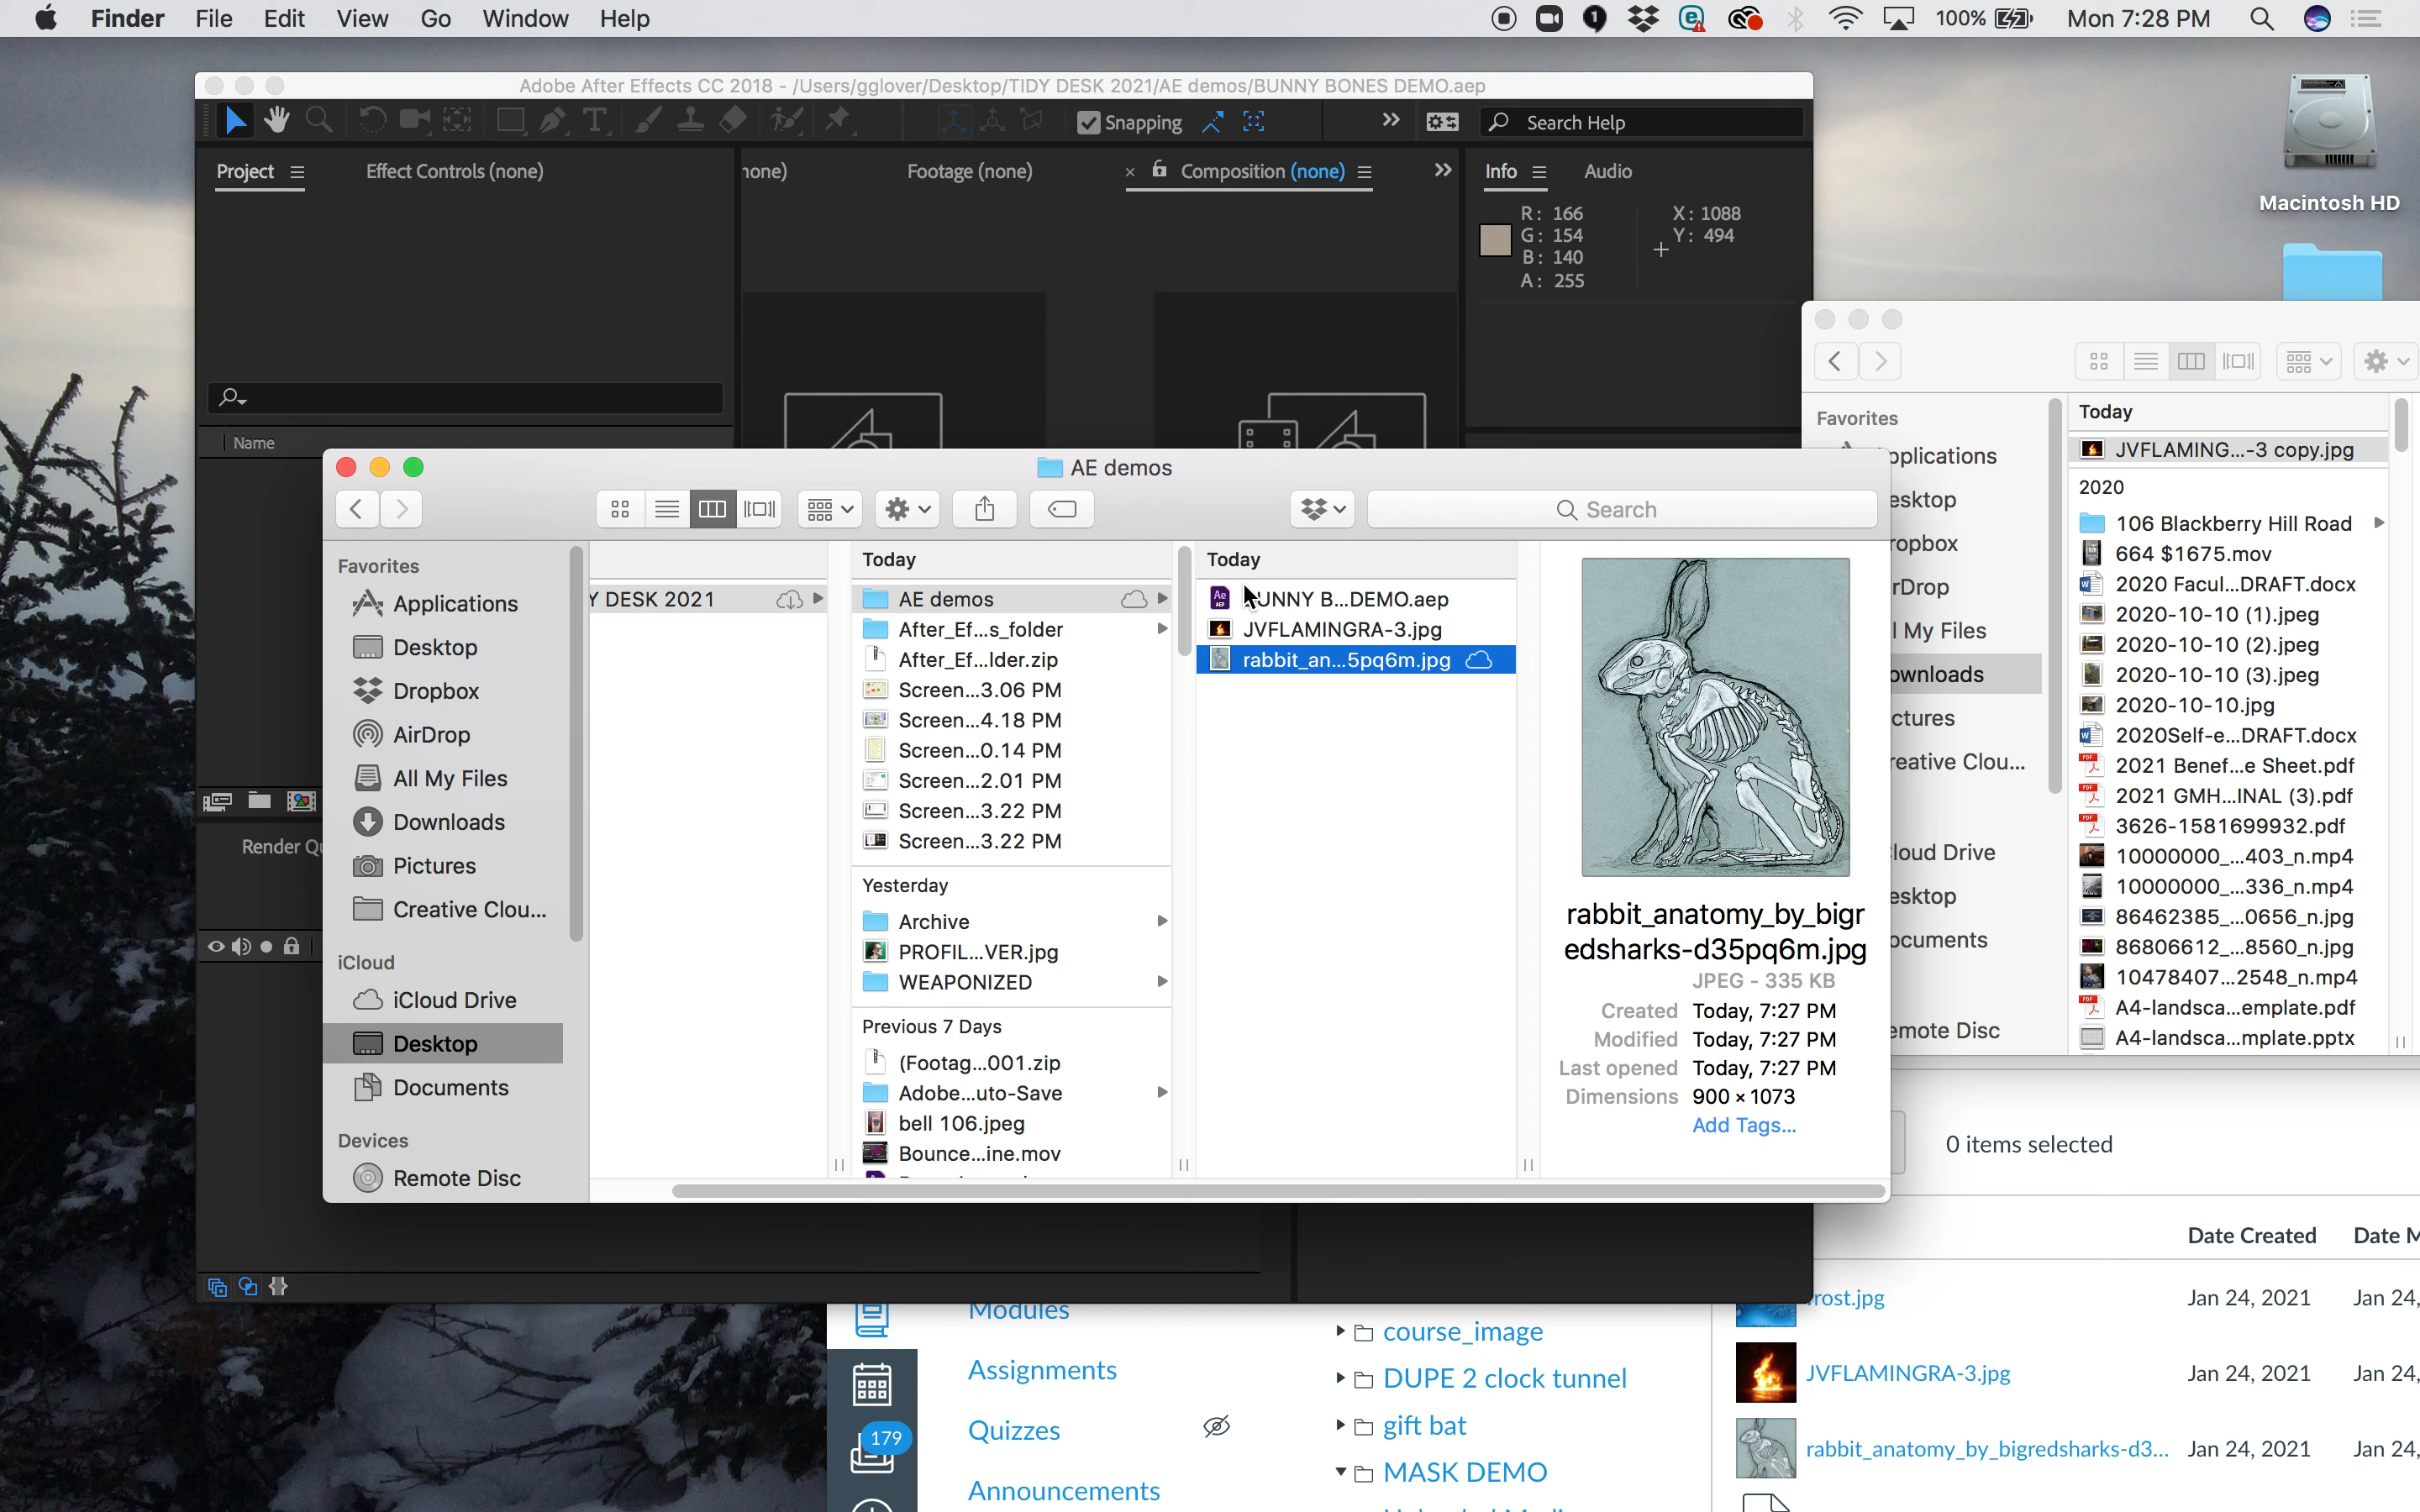 Finder File Edit View Go Window Help
100% Mon 7:28 PM
Adobe After Effects CC 2018 - /Users/gglover/Desktop/TIDY DESK 2021/AE demos/BUNNY BONES DEMO.aep
Snapping
Search Help
Project
Effect Controls (none)
none)
Footage (none)
Composition (none)
Info
Audio
R: 166
G: 154
B: 140
A: 255
X: 1088
Y: 494
Name
Render Qu
Macintosh HD
AE demos
Search
Favorites
Applications
Desktop
Dropbox
AirDrop
All My Files
Downloads
Pictures
Creative Clou...
iCloud
iCloud Drive
Desktop
Documents
Devices
Remote Disc
Y DESK 2021
Today
AE demos
After_Ef...s_folder
After_Ef...lder.zip
Screen...3.06 PM
Screen...4.18 PM
Screen...0.14 PM
Screen...2.01 PM
Screen...3.22 PM
Screen...3.22 PM
Yesterday
Archive
PROFIL...VER.jpg
WEAPONIZED
Previous 7 Days
(Footag...001.zip
Adobe...uto-Save
bell 106.jpeg
Bounce...ine.mov
Today
UNNY B...DEMO.aep
JVFLAMINGRA-3.jpg
rabbit_an...5pq6m.jpg
rabbit_anatomy_by_bigr
edsharks-d35pq6m.jpg
JPEG - 335 KB
Created Today, 7:27 PM
Modified Today, 7:27 PM
Last opened Today, 7:27 PM
Dimensions 900 × 1073
Add Tags...
Favorites
pplications
esktop
ropbox
rDrop
l My Files
ownloads
ctures
reative Clou...
loud Drive
esktop
ocuments
emote Disc
Today
JVFLAMING...-3 copy.jpg
2020
106 Blackberry Hill Road
664 $1675.mov
2020 Facul...DRAFT.docx
2020-10-10 (1).jpeg
2020-10-10 (2).jpeg
2020-10-10 (3).jpeg
2020-10-10.jpg
2020Self-e...DRAFT.docx
2021 Benef...e Sheet.pdf
2021 GMH...INAL (3).pdf
3626-1581699932.pdf
10000000_...403_n.mp4
10000000_...336_n.mp4
86462385_...0656_n.jpg
86806612_...8560_n.jpg
10478407...2548_n.mp4
A4-landsca...emplate.pdf
A4-landsca...mplate.pptx
0 items selected
Date Created
Date M
rost.jpg Jan 24, 2021 Jan 24,
JVFLAMINGRA-3.jpg Jan 24, 2021 Jan 24,
rabbit_anatomy_by_bigredsharks-d3... Jan 24, 2021 Jan 24,
179
Modules
Assignments
Quizzes
Announcements
course_image
DUPE 2 clock tunnel
gift bat
MASK DEMO